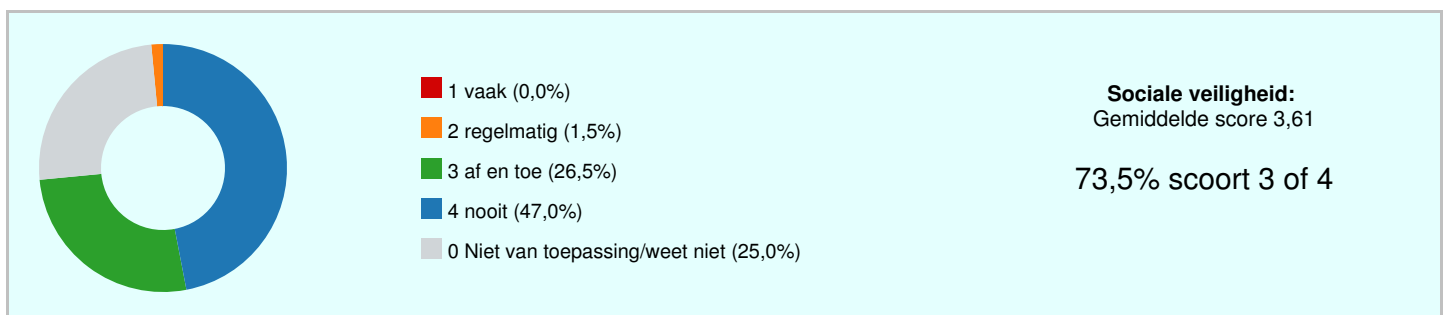 1 vaak (0,0%)
2 regelmatig (1,5%)
3 af en toe (26,5%)
4 nooit (47,0%)
0 Niet van toepassing/weet niet (25,0%)
Sociale veiligheid:
Gemiddelde score 3,61
73,5% scoort 3 of 4